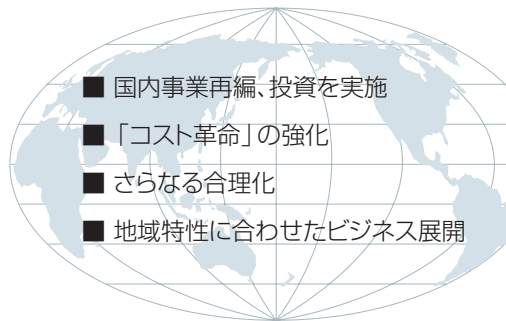 ■ 国内事業再編、投資を実施
■ 「コスト革命」の強化
■ さらなる合理化
■ 地域特性に合わせたビジネス展開